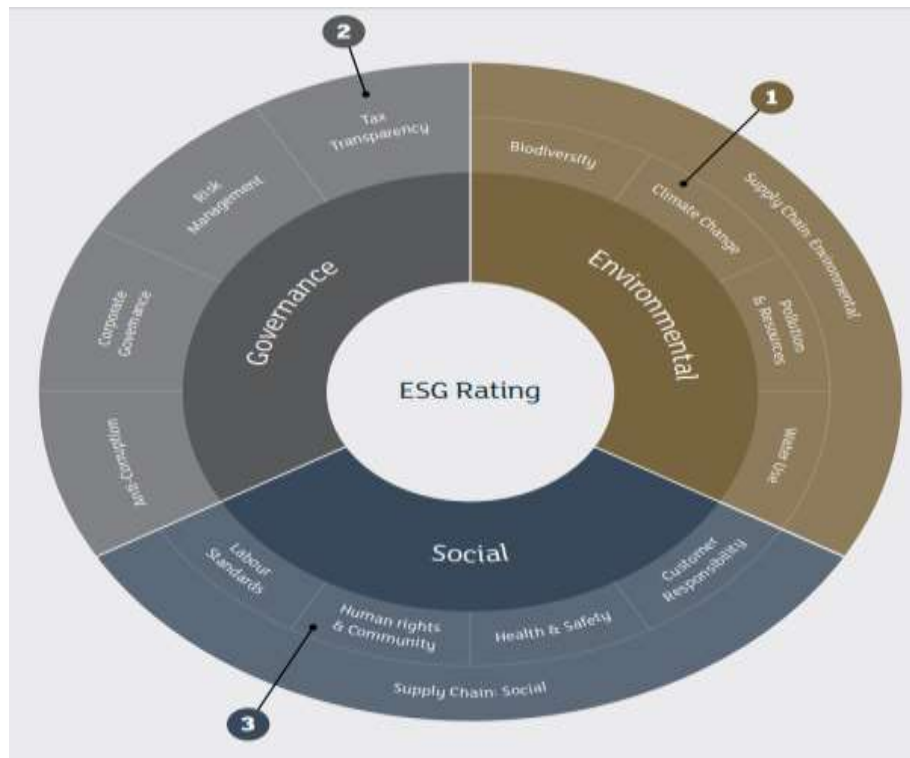 2
1
Tax
Transparency
Biodiversity
Climate Change
Supply Chain: Environmental
Risk
Management
Governance
Environmental
Corporate
Governance
Pollution
& Resources
ESG Rating
Anti-Corruption
Water Use
Social
Labour
Standards
Customer
Responsibility
Human rights
& Community
Health & Safety
Supply Chain: Social
3